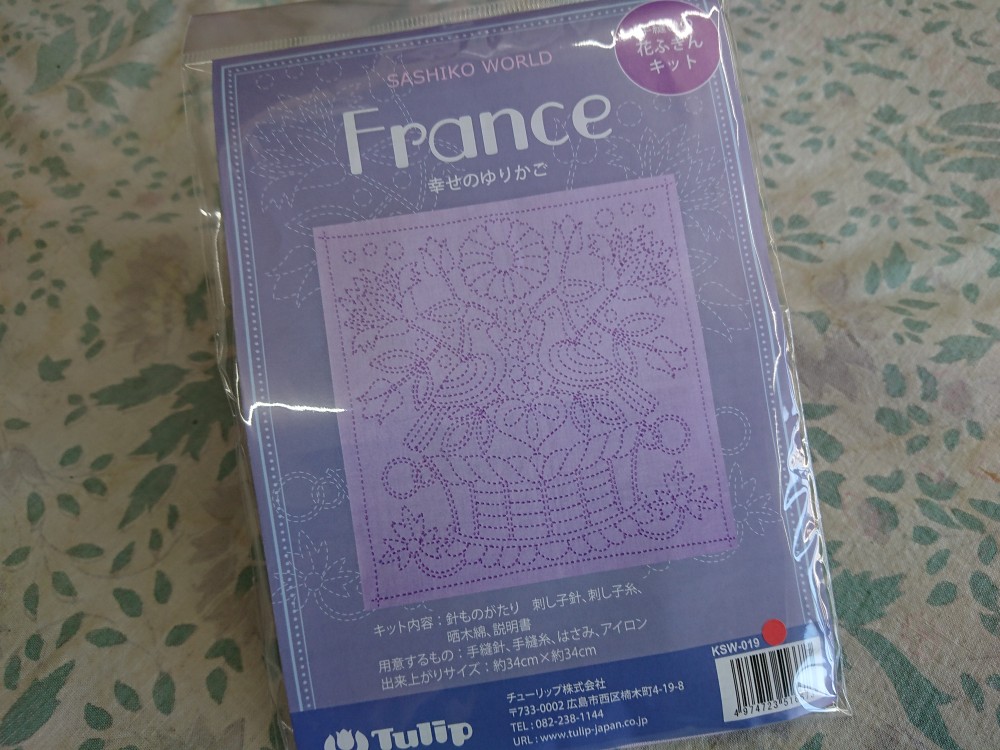 SASHIKO WORLD
花ふきん
キット
France
幸せのゆりかご
キット内容：針ものがたり 刺し子針、刺し子糸、
晒木綿、説明書
用意するもの：手縫針、手縫糸、はさみ、アイロン
出来上がりサイズ：約34cm×約34cm
KSW-019
チューリップ株式会社
〒733-0002 広島市西区楠木町4-19-8
TEL : 082-238-1144
URL : www.tulip-japan.co.jp
Tulip